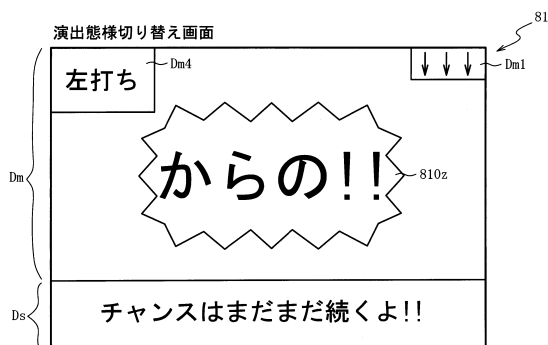 81
演出態様切り替え画面
左打ち
Dm4
Dm1
Dm
からの!!
810z
Ds
チャンスはまだまだ続くよ!!